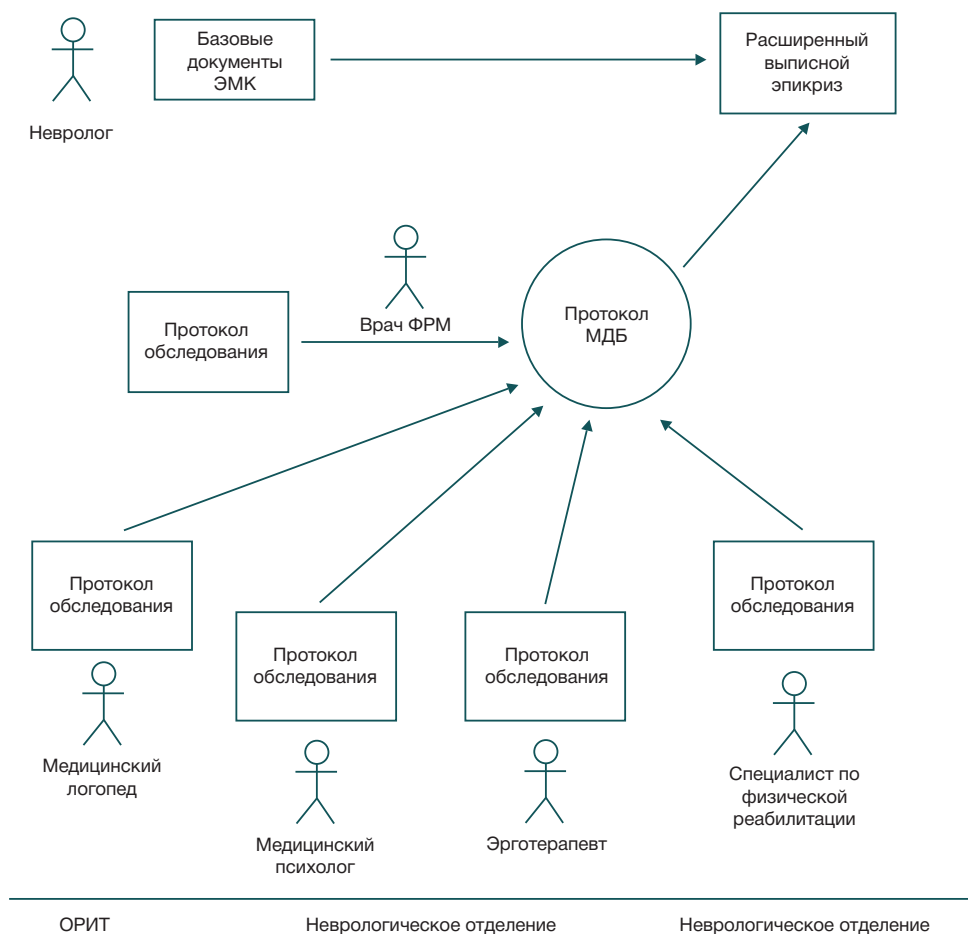 Базовые
документы
ЭМК
Расширенный
выписной
эпикриз
Невролог
Врач ФРМ
Протокол
обследования
Протокол
МДБ
Протокол
обследования
Медицинский
логопед
Протокол
обследования
Медицинский
психолог
Протокол
обследования
Эрготерапевт
Протокол
обследования
Специалист по
физической
реабилитации
ОРИТ
Неврологическое отделение
Неврологическое отделение